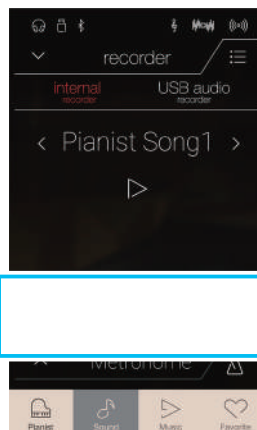 recorder
internal USB audio
recorder recorder
Pianist Song1
Metronome
Pianist Sound Music Favorite